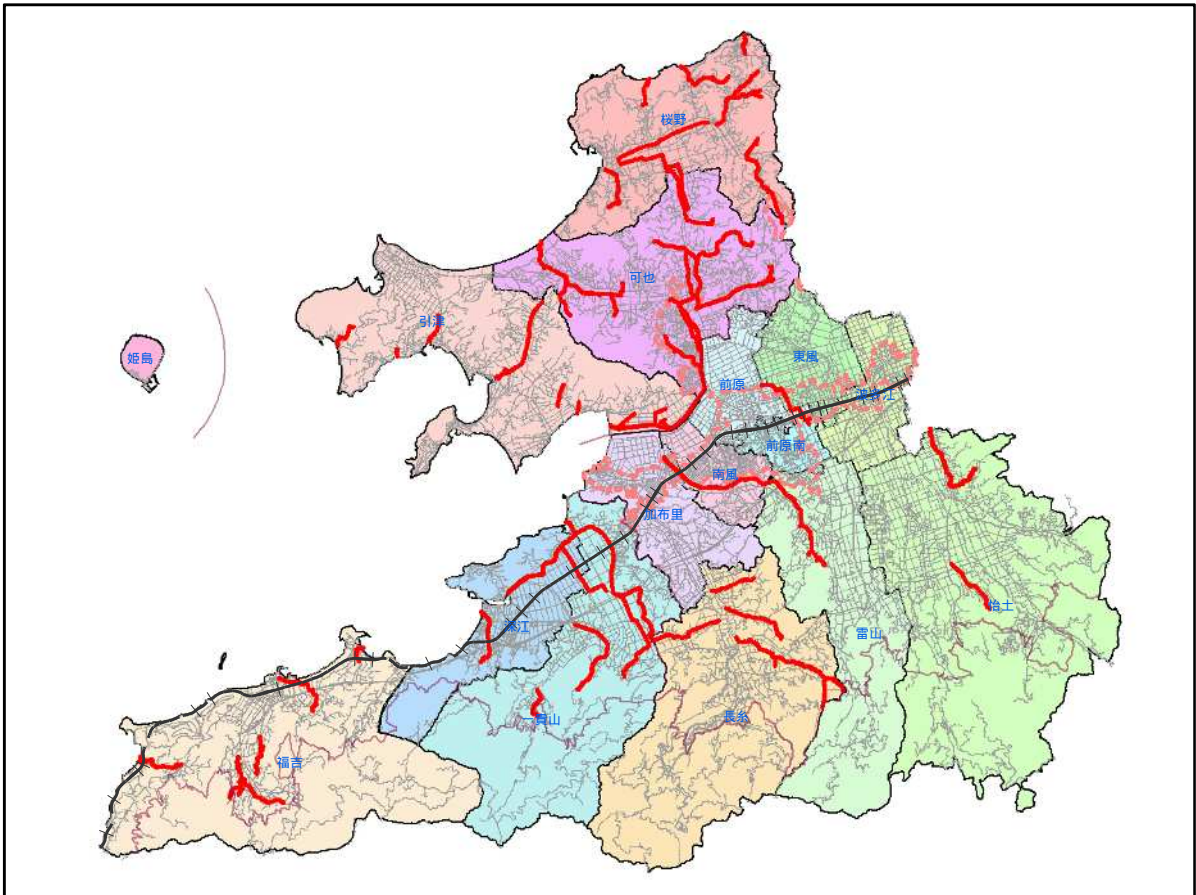 桜野
可也
引津
姫島
東風
前原
波多江
前原南
南風
加布里
怡土
深江
雷山
一貴山
長糸
福吉